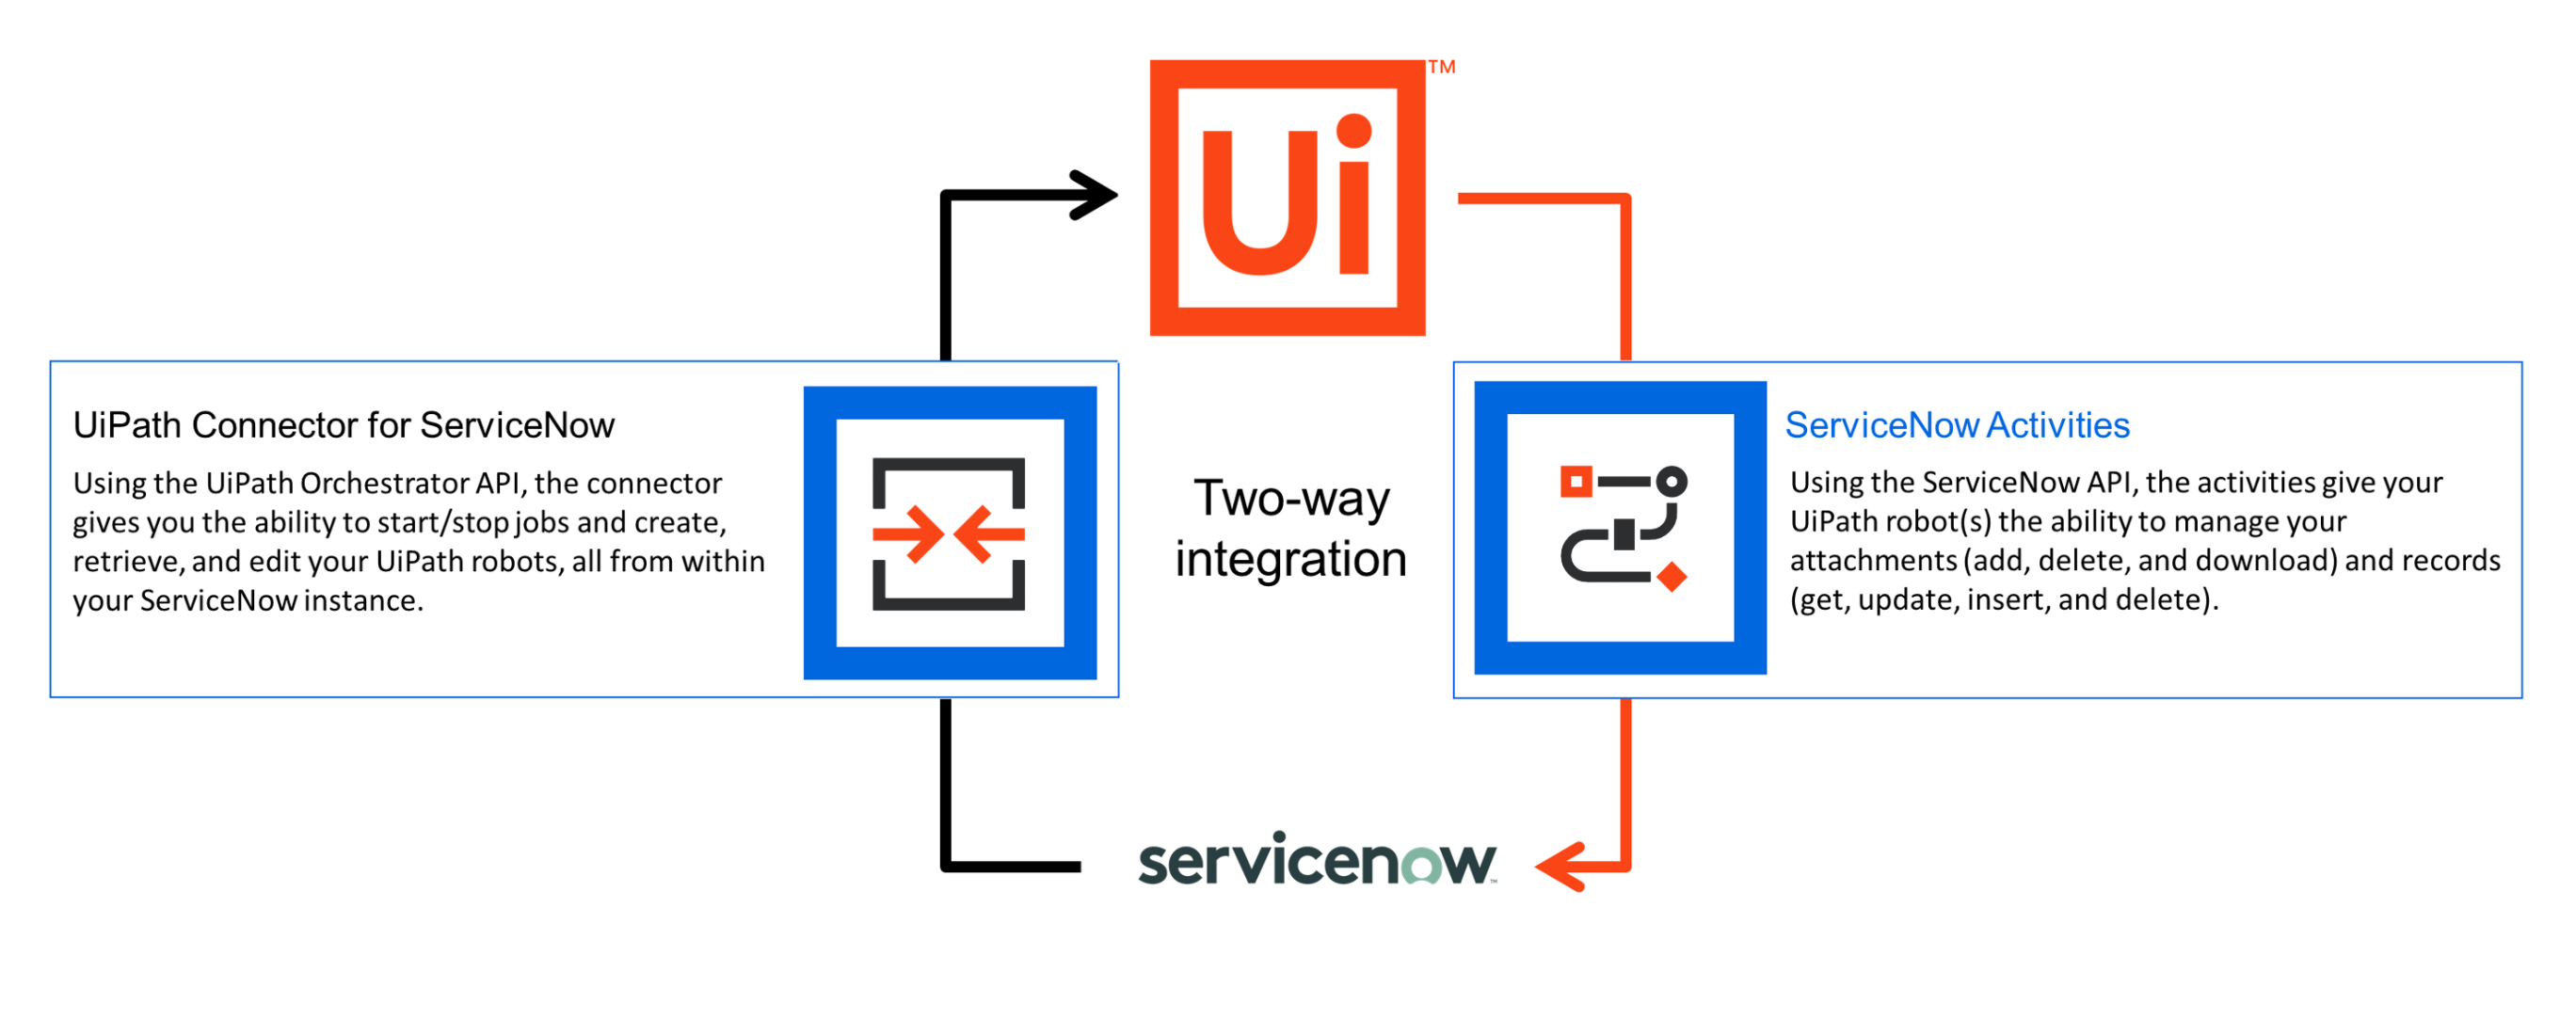 Ui™
UiPath Connector for ServiceNow
Using the UiPath Orchestrator API, the connector
gives you the ability to start/stop jobs and create,
retrieve, and edit your UiPath robots, all from within
your ServiceNow instance.
Two-way
integration
ServiceNow Activities
Using the ServiceNow API, the activities give your
UiPath robot(s) the ability to manage your
attachments (add, delete, and download) and records
(get, update, insert, and delete).
servicenow™